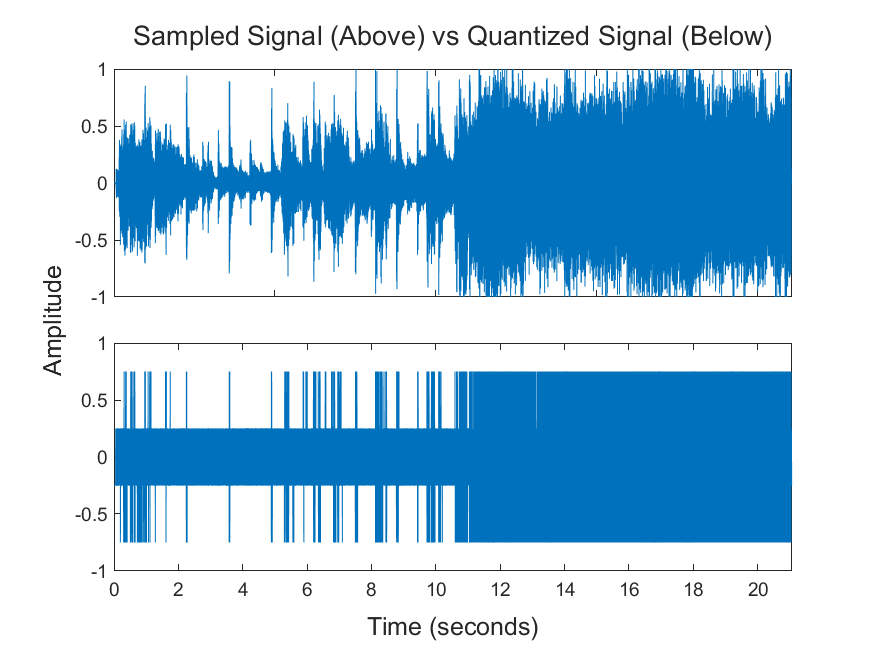 Sampled Signal (Above) vs Quantized Signal (Below)
1
0.5
0
-0.5
-1
Amplitude
1
0.5
0
-0.5
-1
0 2 4 6 8 10 12 14 16 18 20
Time (seconds)